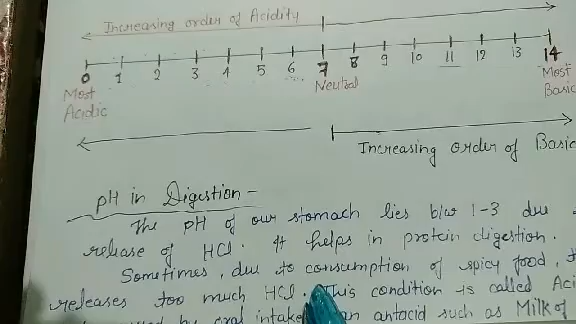 Increasing order of Acidity
0 1 2 3 4 5 6 7 8 9 10 11 12 13 14
Most Acidic
Neutral
Most Basic
Increasing order of Basic
pH in Digestion -
The pH of our stomach lies b/w 1-3 due
release of HCl. It helps in protein digestion.
Sometimes, due to consumption of spicy food,
releases too much HCl. This condition is called Aci
by oral intake an antacid such as Milk of